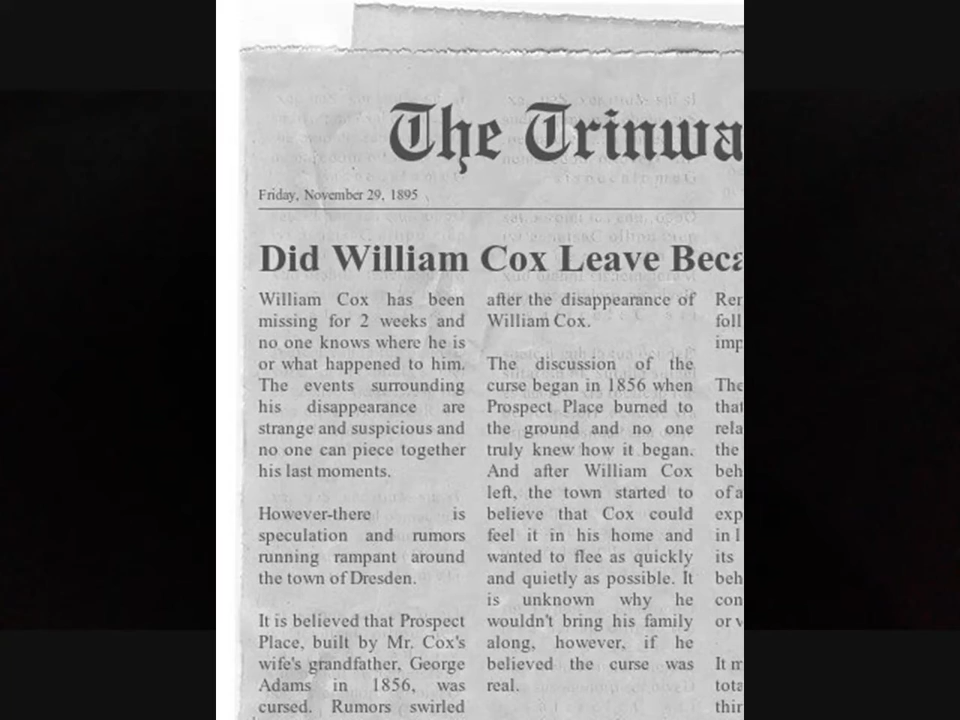 The Trinwa
Friday, November 29, 1895
Did William Cox Leave Beca
William Cox has been
missing for 2 weeks and
no one knows where he is
or what happened to him.
The events surrounding
his disappearance are
strange and suspicious and
no one can piece together
his last moments.
However-there is
speculation and rumors
running rampant around
the town of Dresden.
It is believed that Prospect
Place, built by Mr. Cox's
wife's grandfather, George
Adams in 1856, was
cursed. Rumors swirled
after the disappearance of
William Cox.
The discussion of the
curse began in 1856 when
Prospect Place burned to
the ground and no one
truly knew how it began.
And after William Cox
left, the town started to
believe that Cox could
feel it in his home and
wanted to flee as quickly
and quietly as possible. It
is unknown why he
wouldn't bring his family
along, however, if he
believed the curse was
real.
Rer
foll
imp
The
that
rela
the
beh
of a
exp
in l
its
beh
con
or v
It m
tota
thir